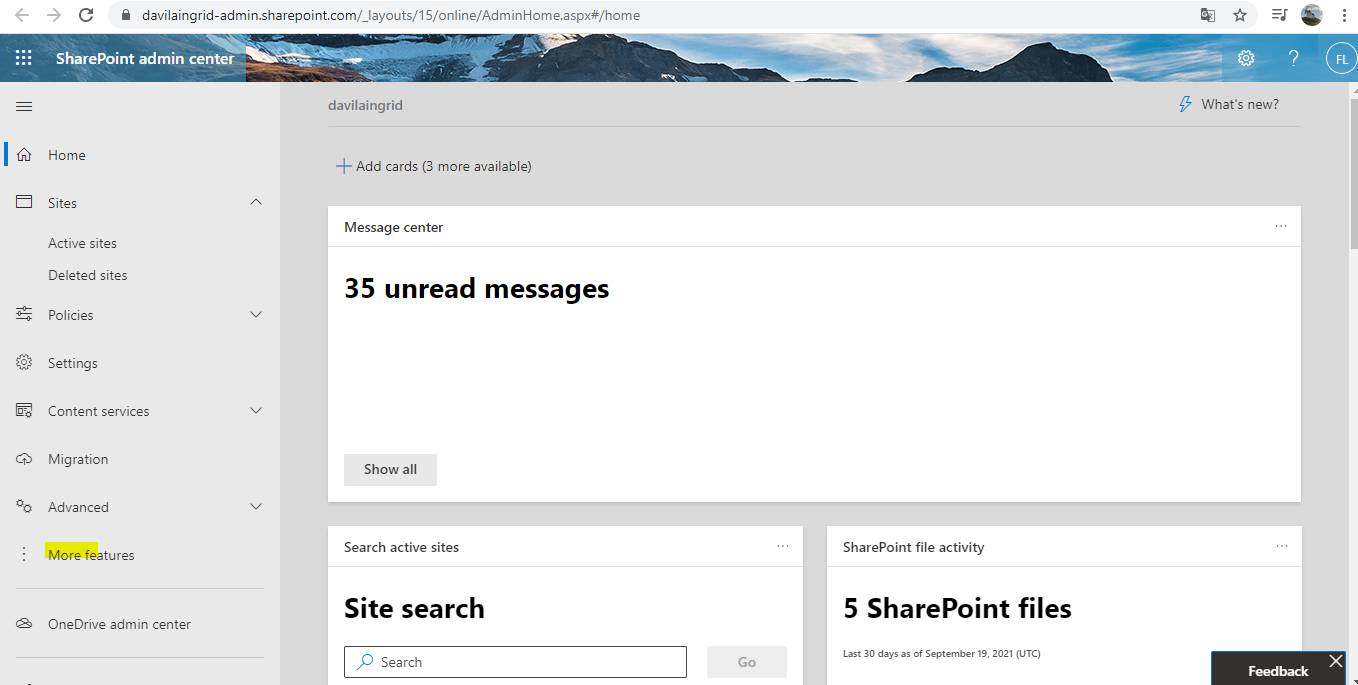 davilaingrid-admin.sharepoint.com/_layouts/15/online/AdminHome.aspx#/home
SharePoint admin center
? FL
davilaingrid
What's new?
Home
+ Add cards (3 more available)
Sites
Message center
Active sites
Deleted sites
35 unread messages
Policies
Settings
Content services
Migration
Show all
Advanced
More features
Search active sites
SharePoint file activity
Site search
5 SharePoint files
OneDrive admin center
Search
Go
Last 30 days as of September 19, 2021 (UTC)
Feedback